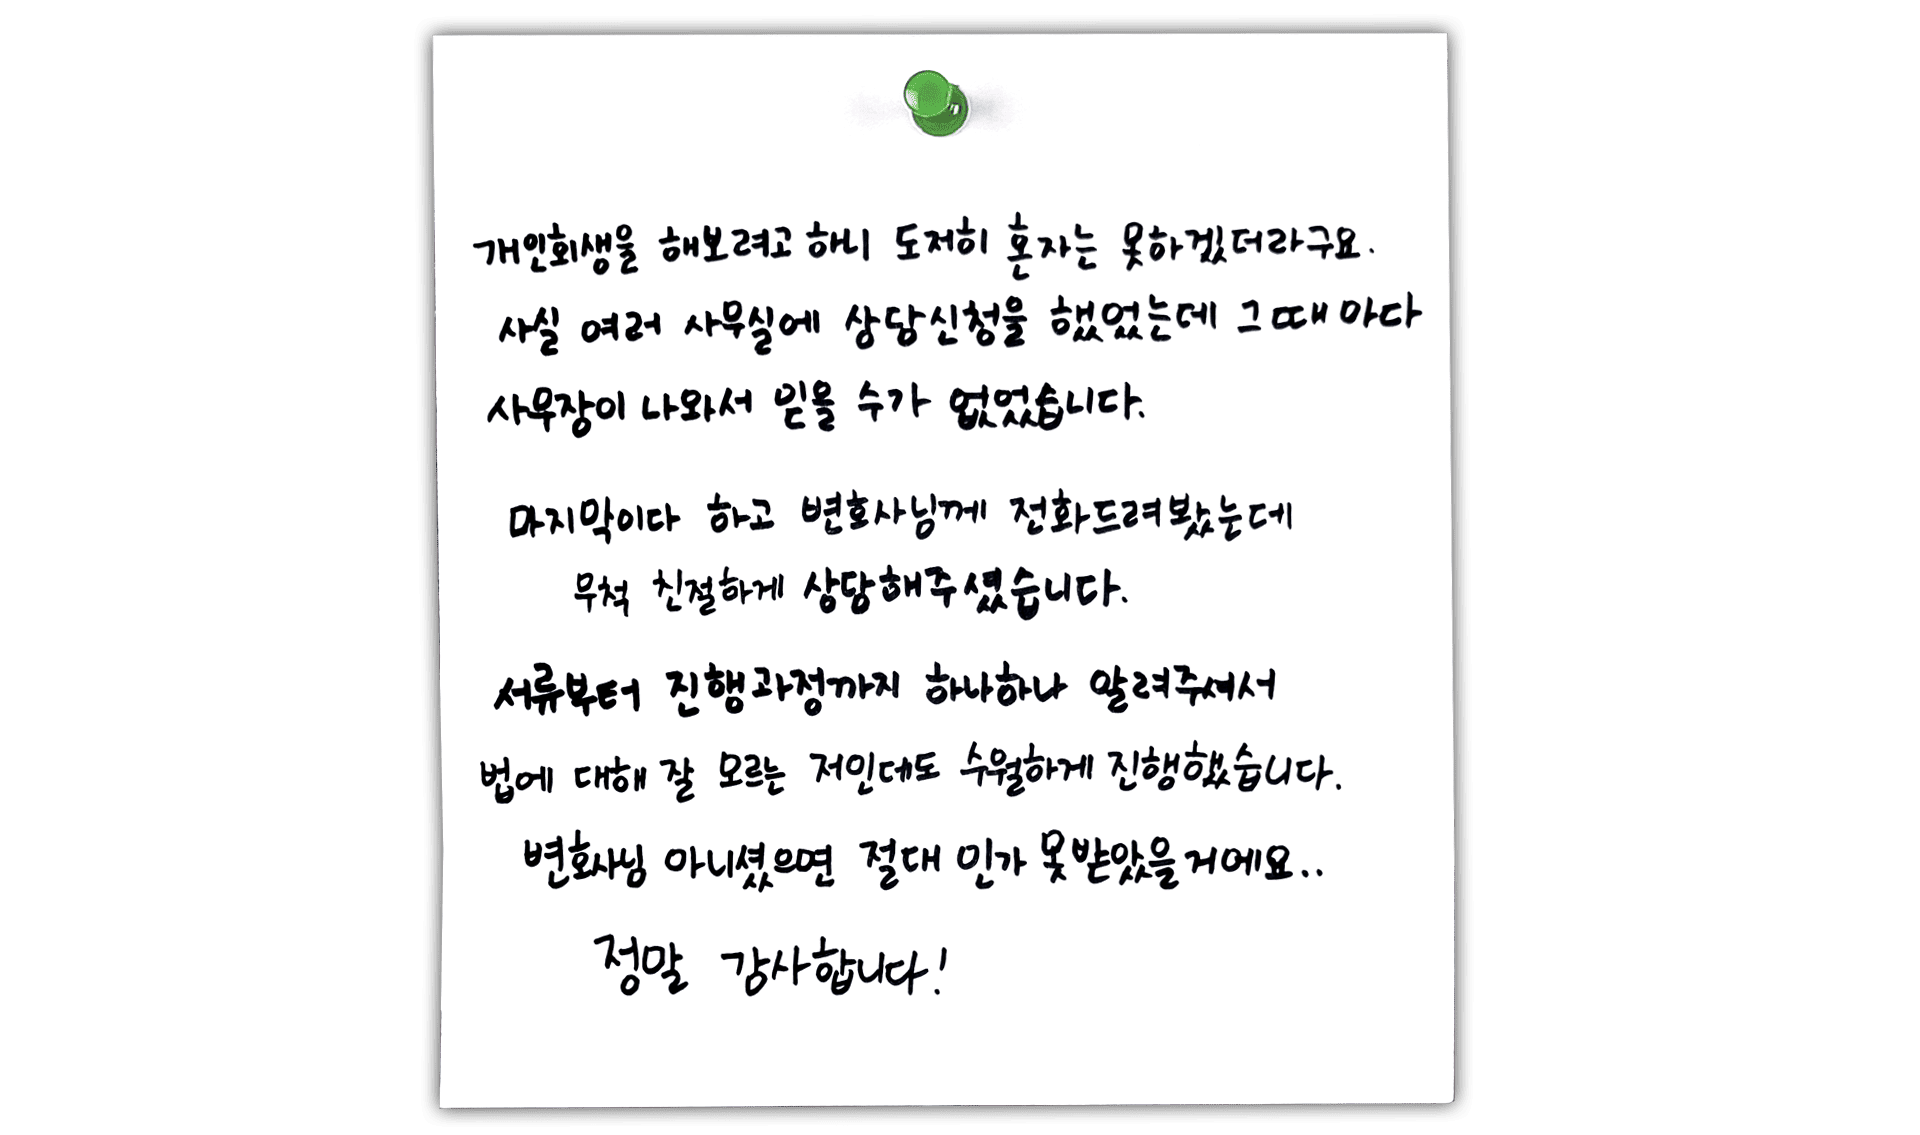 개인회생을 해보려고 하니 도저히 혼자는 못하겠더라구요.
사실 여러 사무실에 상담신청을 했었는데 그때마다
사무장이 나와서 믿을 수가 없었습니다.
마지막이다 하고 변호사님께 전화드려봤는데
무척 친절하게 상담해주셨습니다.
서류부터 진행과정까지 하나하나 알려주셔서
법에 대해 잘 모르는 저인데도 수월하게 진행했습니다.
변호사님 아니셨으면 절대 인가 못받았을거에요..
정말 감사합니다!